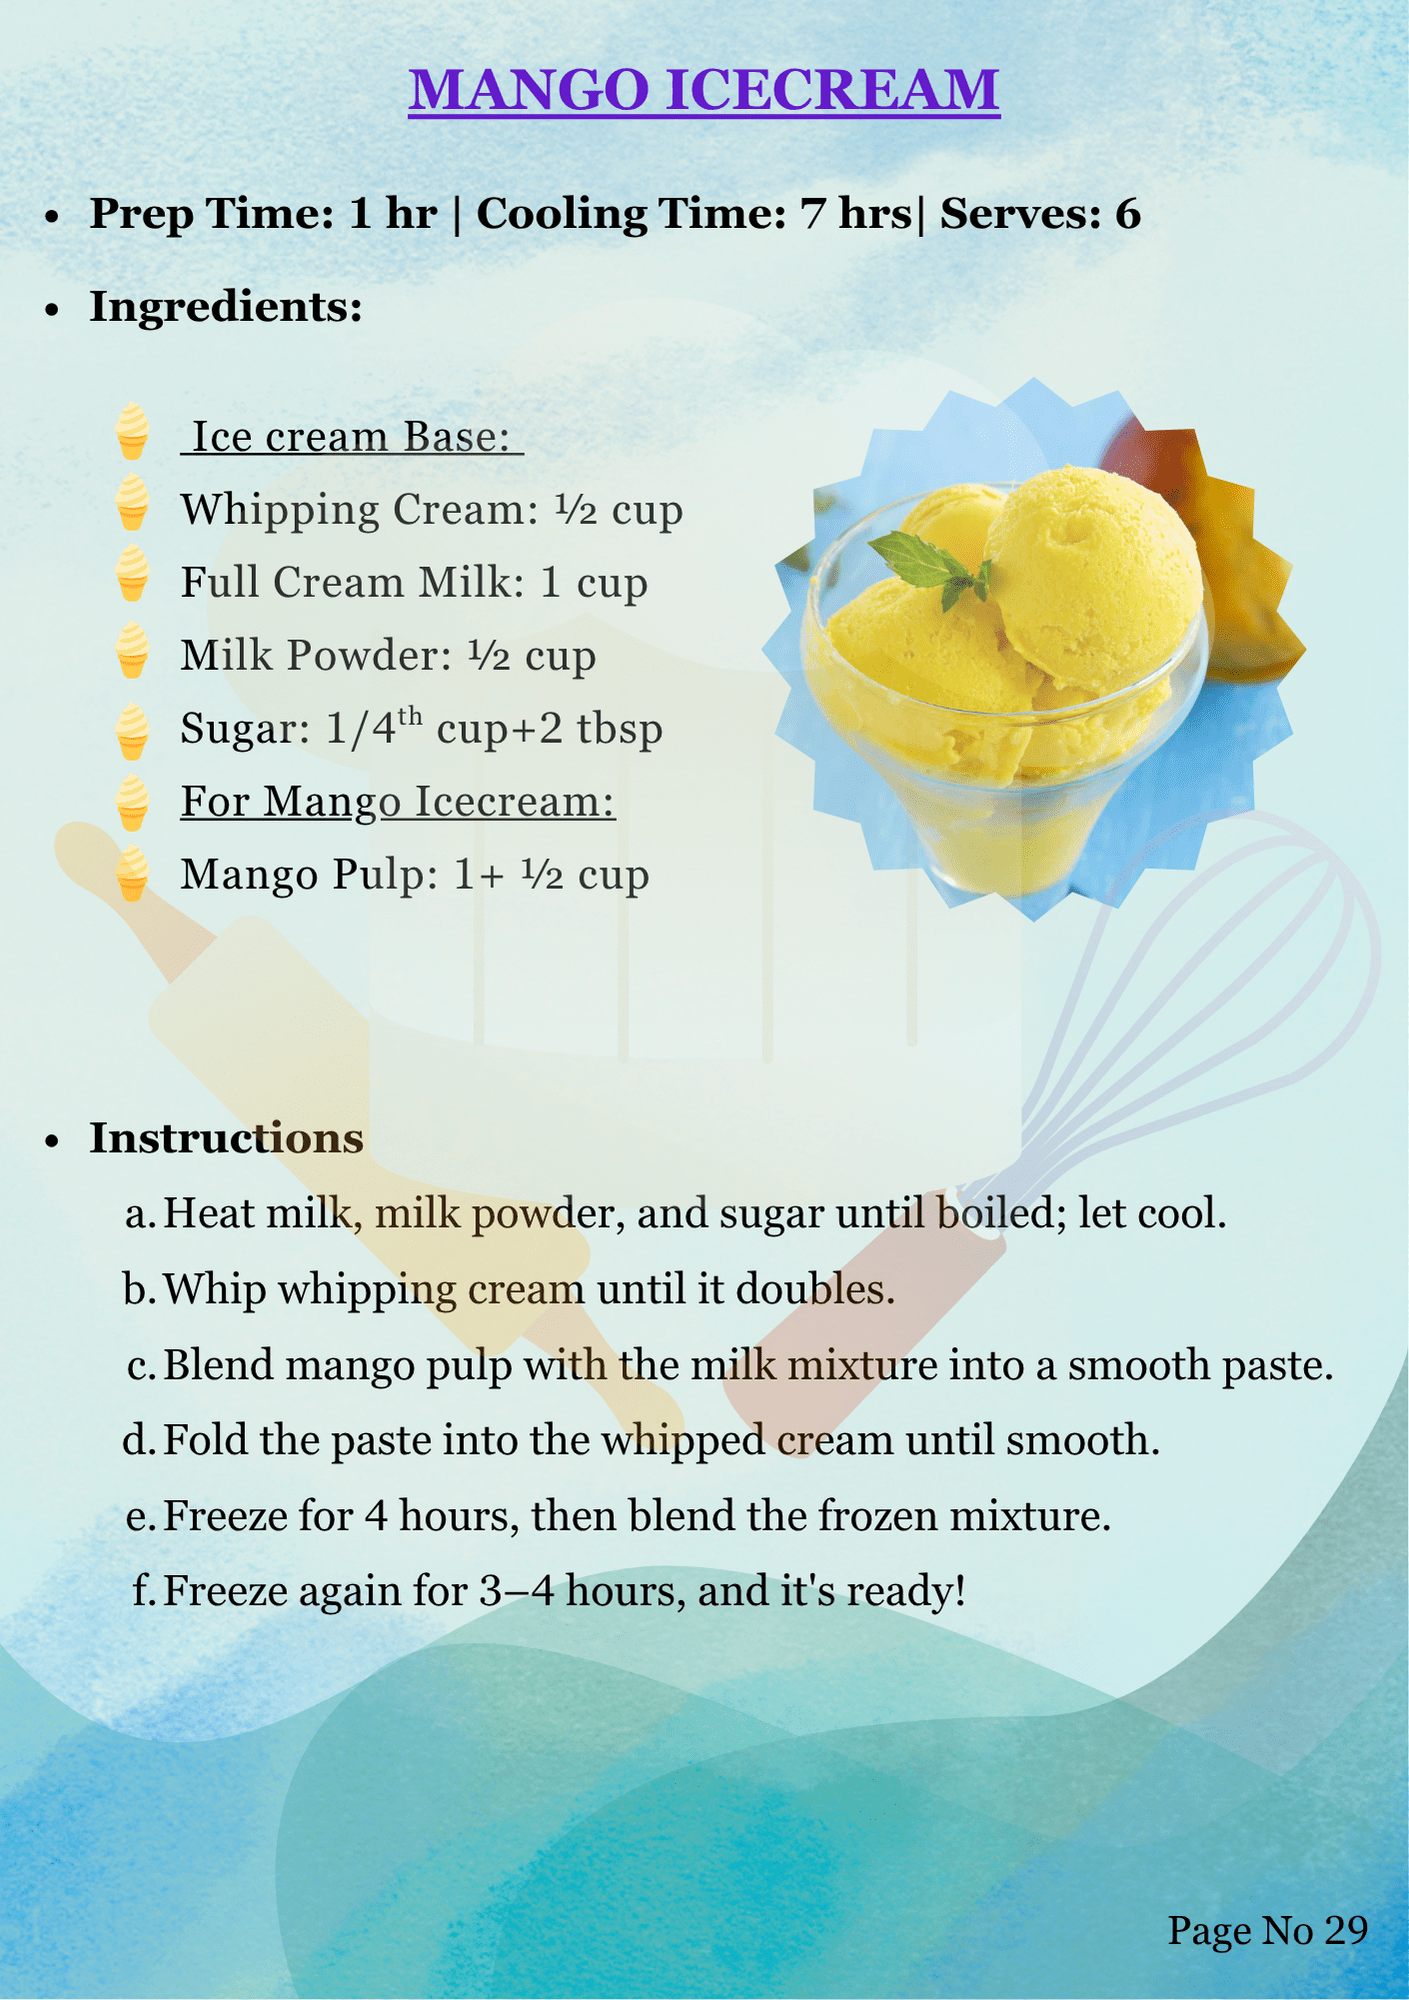 MANGO ICECREAM
• Prep Time: 1 hr | Cooling Time: 7 hrs| Serves: 6
• Ingredients:
Ice cream Base:
Whipping Cream: ½ cup
Full Cream Milk: 1 cup
Milk Powder: ½ cup
Sugar: 1/4th cup+2 tbsp
For Mango Icecream:
Mango Pulp: 1+ ½ cup
• Instructions
a. Heat milk, milk powder, and sugar until boiled; let cool.
b. Whip whipping cream until it doubles.
c. Blend mango pulp with the milk mixture into a smooth paste.
d. Fold the paste into the whipped cream until smooth.
e. Freeze for 4 hours, then blend the frozen mixture.
f. Freeze again for 3–4 hours, and it's ready!
Page No 29